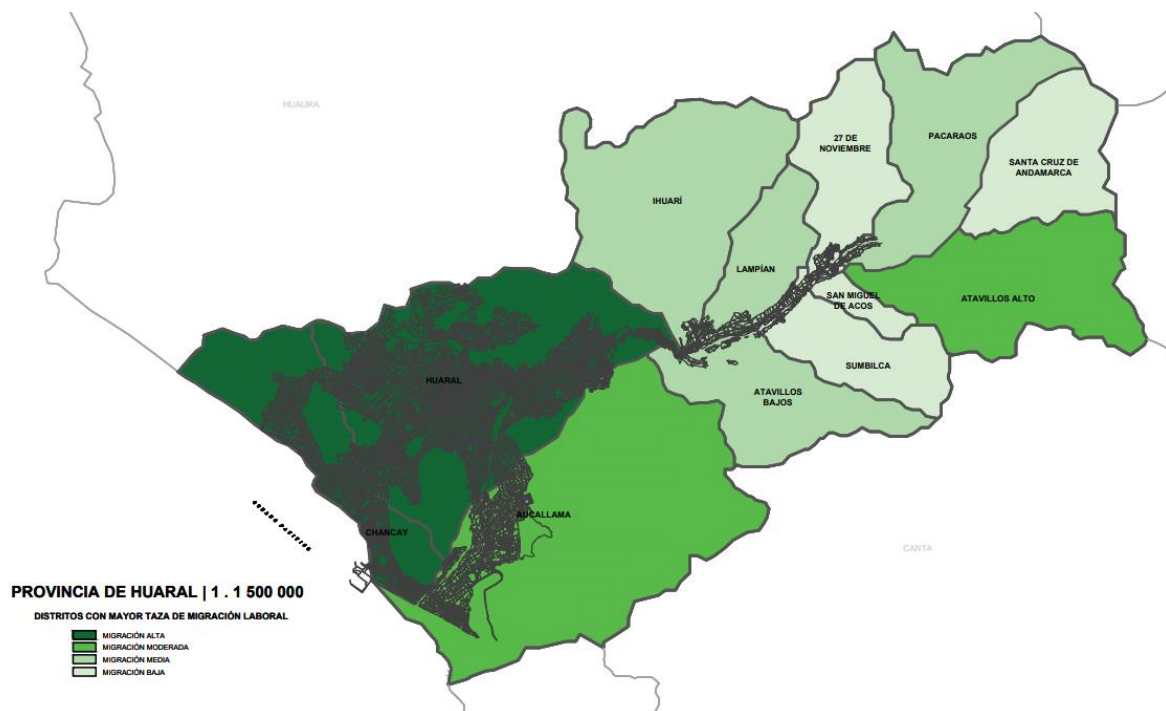 HUAURA
27 DE
NOVIEMBRE
PACARAOS
SANTA CRUZ DE
ANDAMARCA
IHUARÍ
LAMPÍAN
SAN MIGUEL
DE ACOS
ATAVILLOS ALTO
SUMBILCA
HUARAL
ATAVILLOS
BAJOS
AUCALLAMA
CHANCAY
CANTA
PROVINCIA DE HUARAL | 1 . 1 500 000
DISTRITOS CON MAYOR TAZA DE MIGRACIÓN LABORAL
MIGRACIÓN ALTA
MIGRACIÓN MODERADA
MIGRACIÓN MEDIA
MIGRACIÓN BAJA